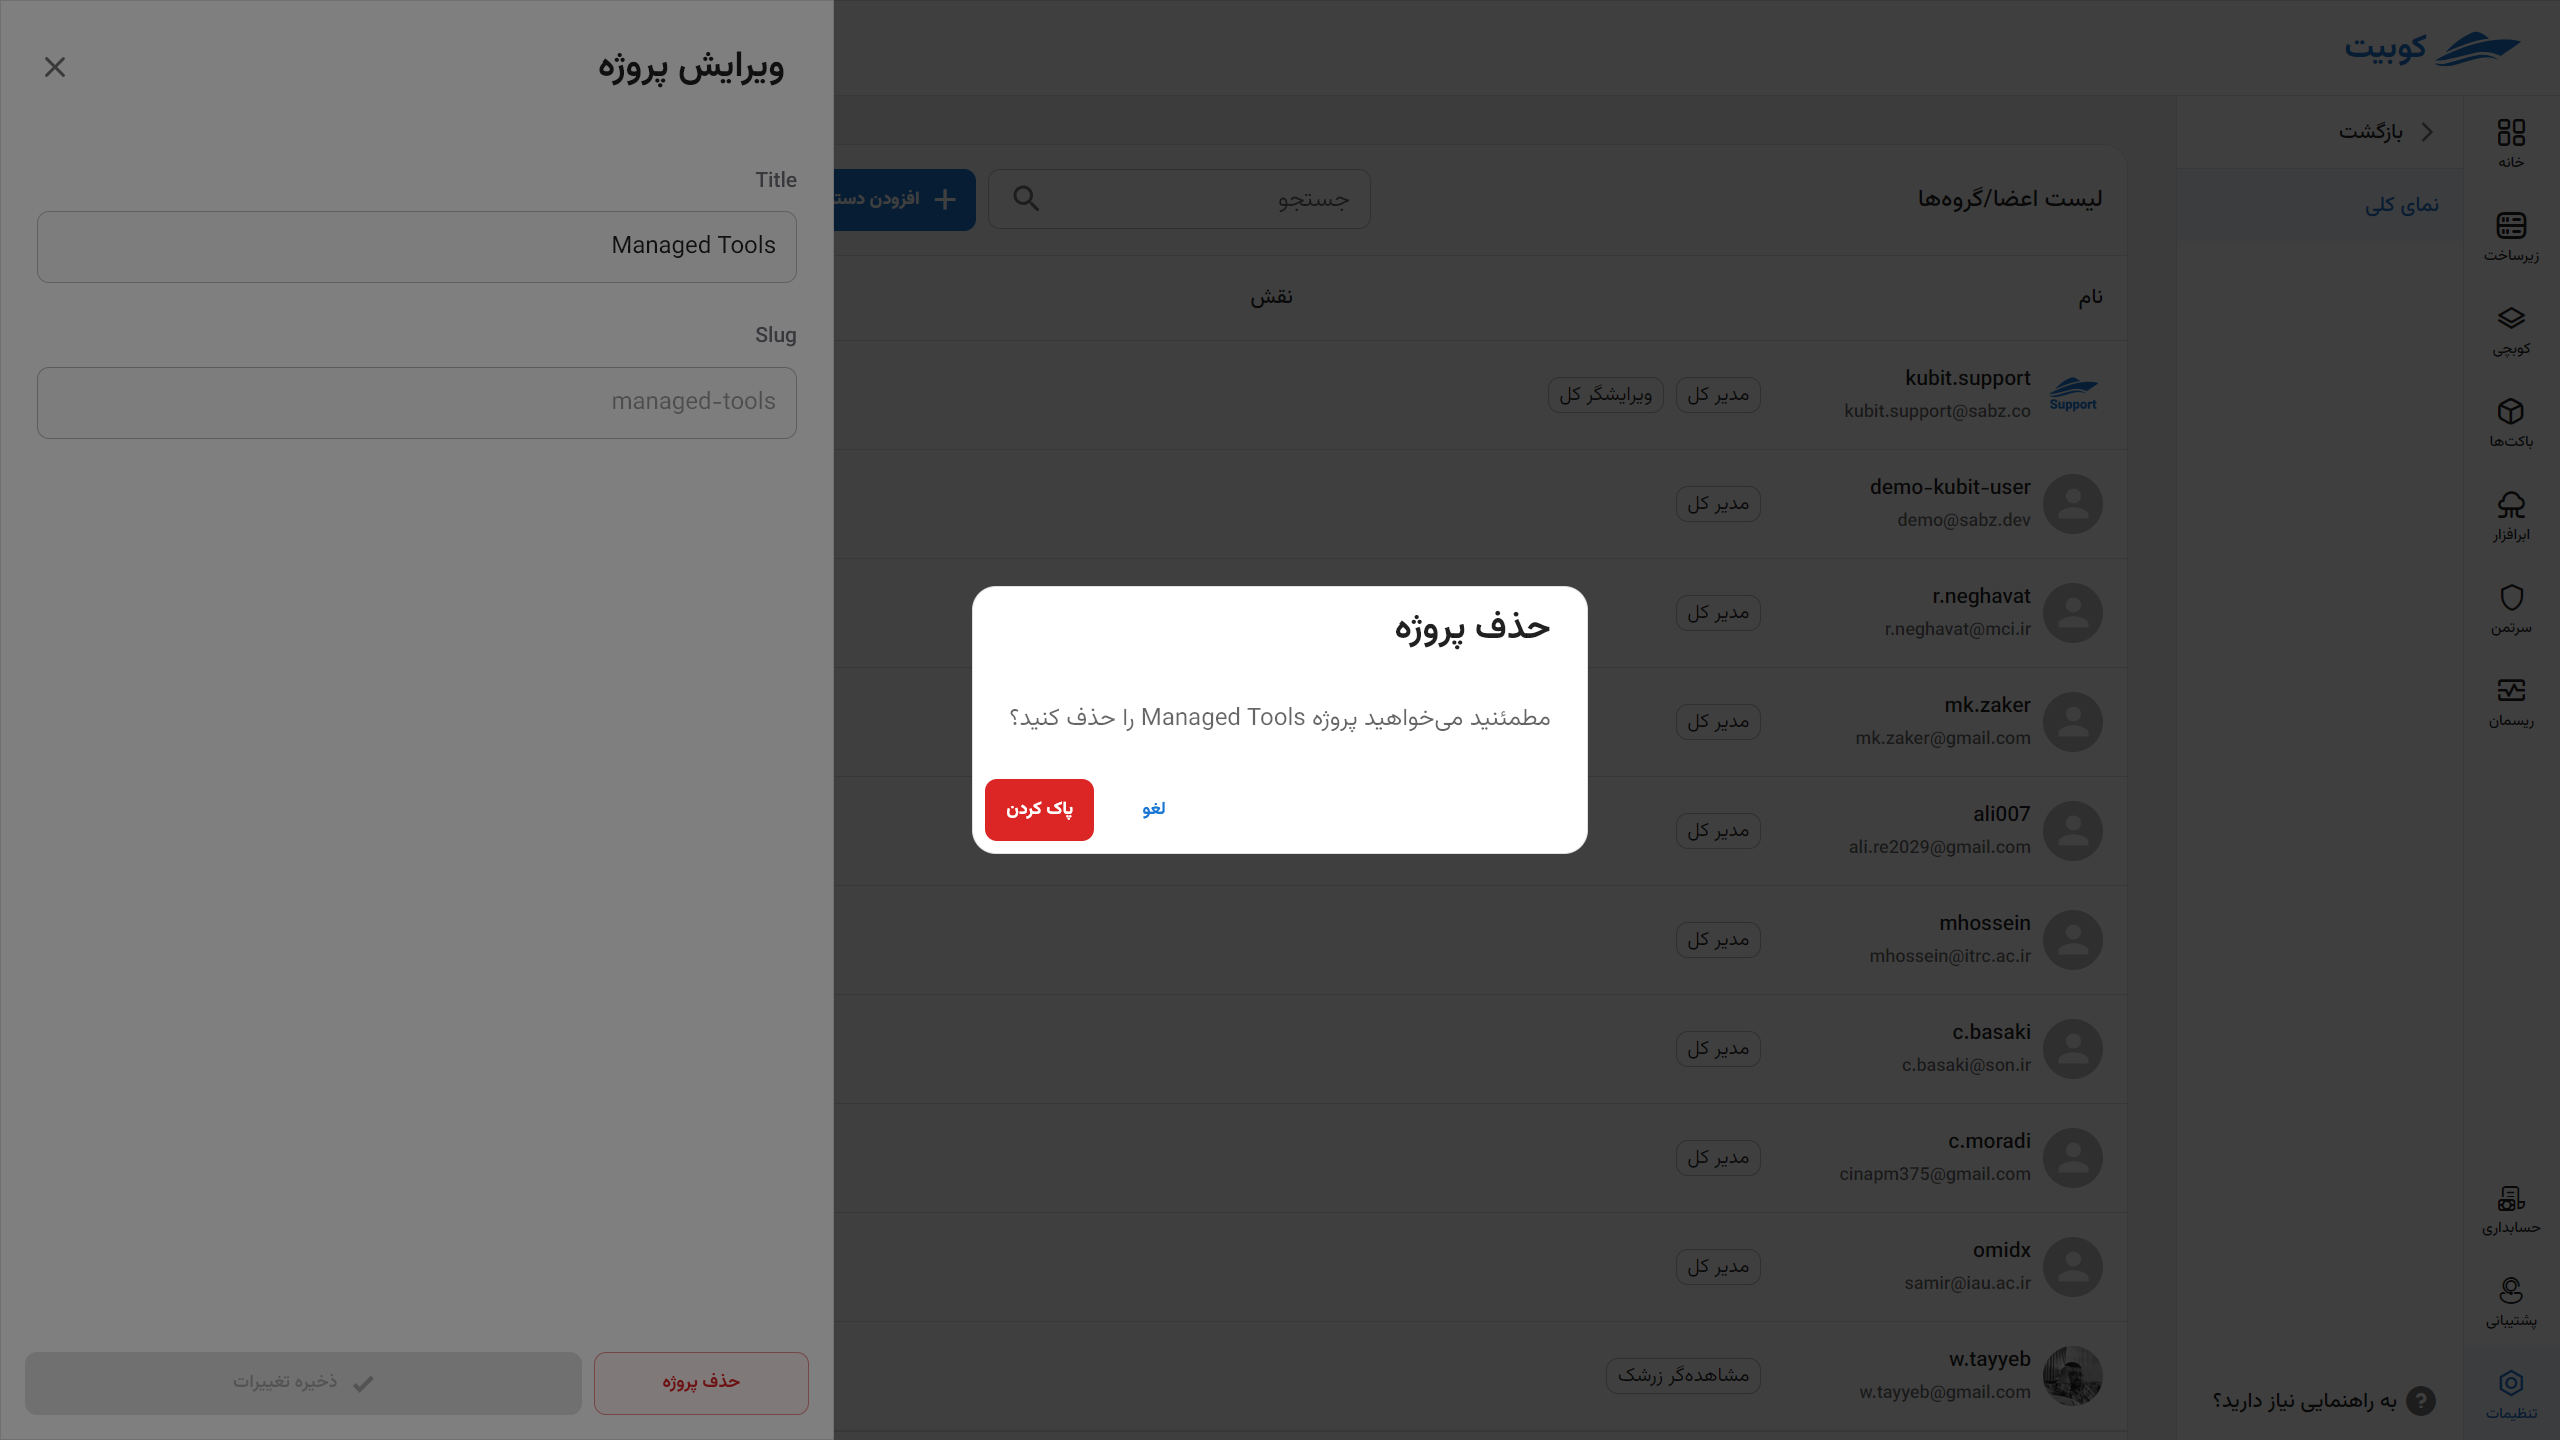 کوبیت
خانه
زیرساخت
کوبچی
باکت‌ها
ابرافزار
سرتمن
ریسمان
حسابداری
پشتیبانی
تنظیمات
بازگشت
نمای کلی
به راهنمایی نیاز دارید؟
لیست اعضا/گروه‌ها
جستجو
افزودن دست
نام
نقش
Support
kubit.support
kubit.support@sabz.co
مدیر کل
ویرایشگر کل
demo-kubit-user
demo@sabz.dev
مدیر کل
r.neghavat
r.neghavat@mci.ir
مدیر کل
mk.zaker
mk.zaker@gmail.com
مدیر کل
ali007
ali.re2029@gmail.com
مدیر کل
mhossein
mhossein@itrc.ac.ir
مدیر کل
c.basaki
c.basaki@son.ir
مدیر کل
c.moradi
cinapm375@gmail.com
مدیر کل
omidx
samir@iau.ac.ir
مدیر کل
w.tayyeb
w.tayyeb@gmail.com
مشاهده‌گر زرشک
حذف پروژه
مطمئنید می‌خواهید پروژه Managed Tools را حذف کنید؟
لغو
پاک کردن
ویرایش پروژه
Title
Managed Tools
Slug
managed-tools
حذف پروژه
ذخیره تغییرات